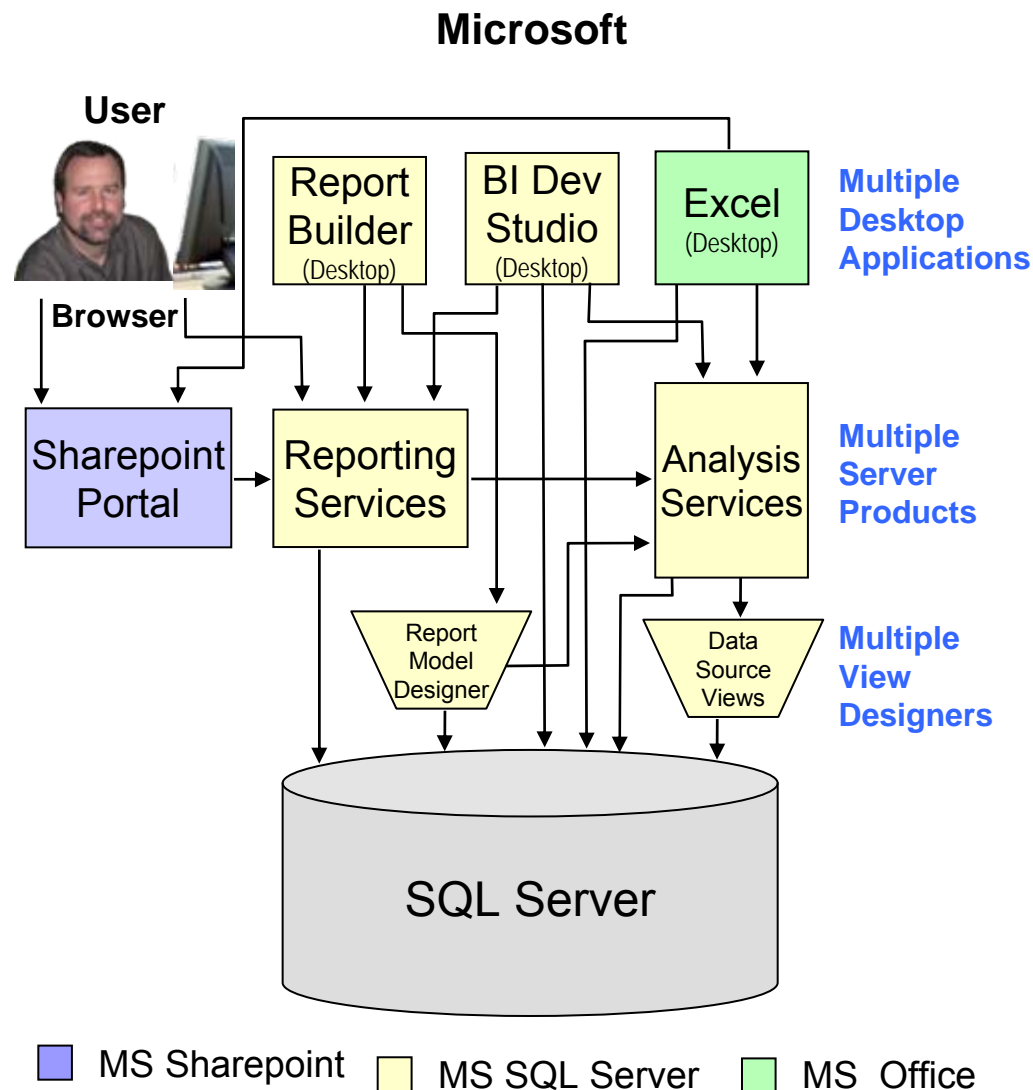 Microsoft
User
Report
Builder
(Desktop)
BI Dev
Studio
(Desktop)
Excel
(Desktop)
Multiple
Desktop
Applications
Browser
Sharepoint
Portal
Reporting
Services
Analysis
Services
Multiple
Server
Products
Report
Model
Designer
Data
Source
Views
Multiple
View
Designers
SQL Server
MS Sharepoint
MS SQL Server
MS Office